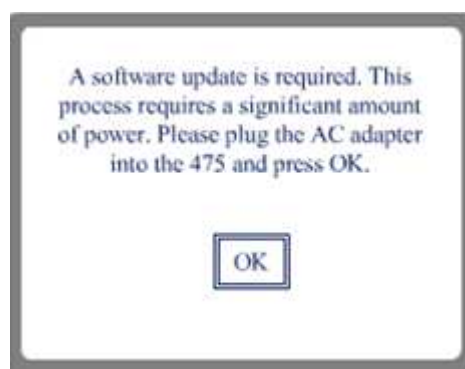 A software update is required. This
process requires a significant amount
of power. Please plug the AC adapter
into the 475 and press OK.
OK